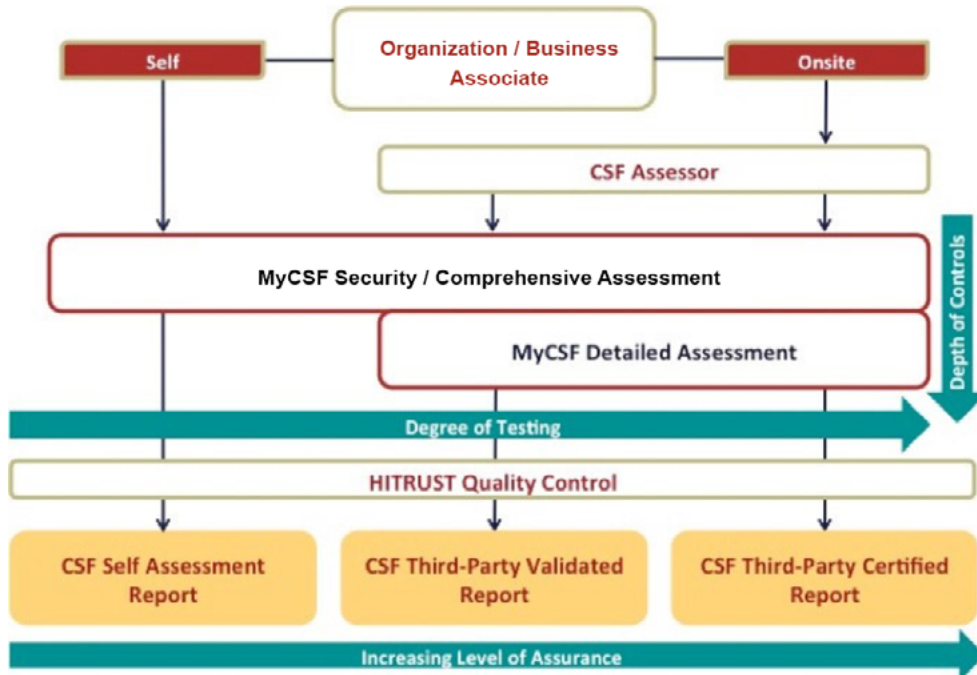 Organization / Business
Associate
Self
Onsite
CSF Assessor
MyCSF Security / Comprehensive Assessment
MyCSF Detailed Assessment
Depth of Controls
Degree of Testing
HITRUST Quality Control
CSF Self Assessment
Report
CSF Third-Party Validated
Report
CSF Third-Party Certified
Report
Increasing Level of Assurance